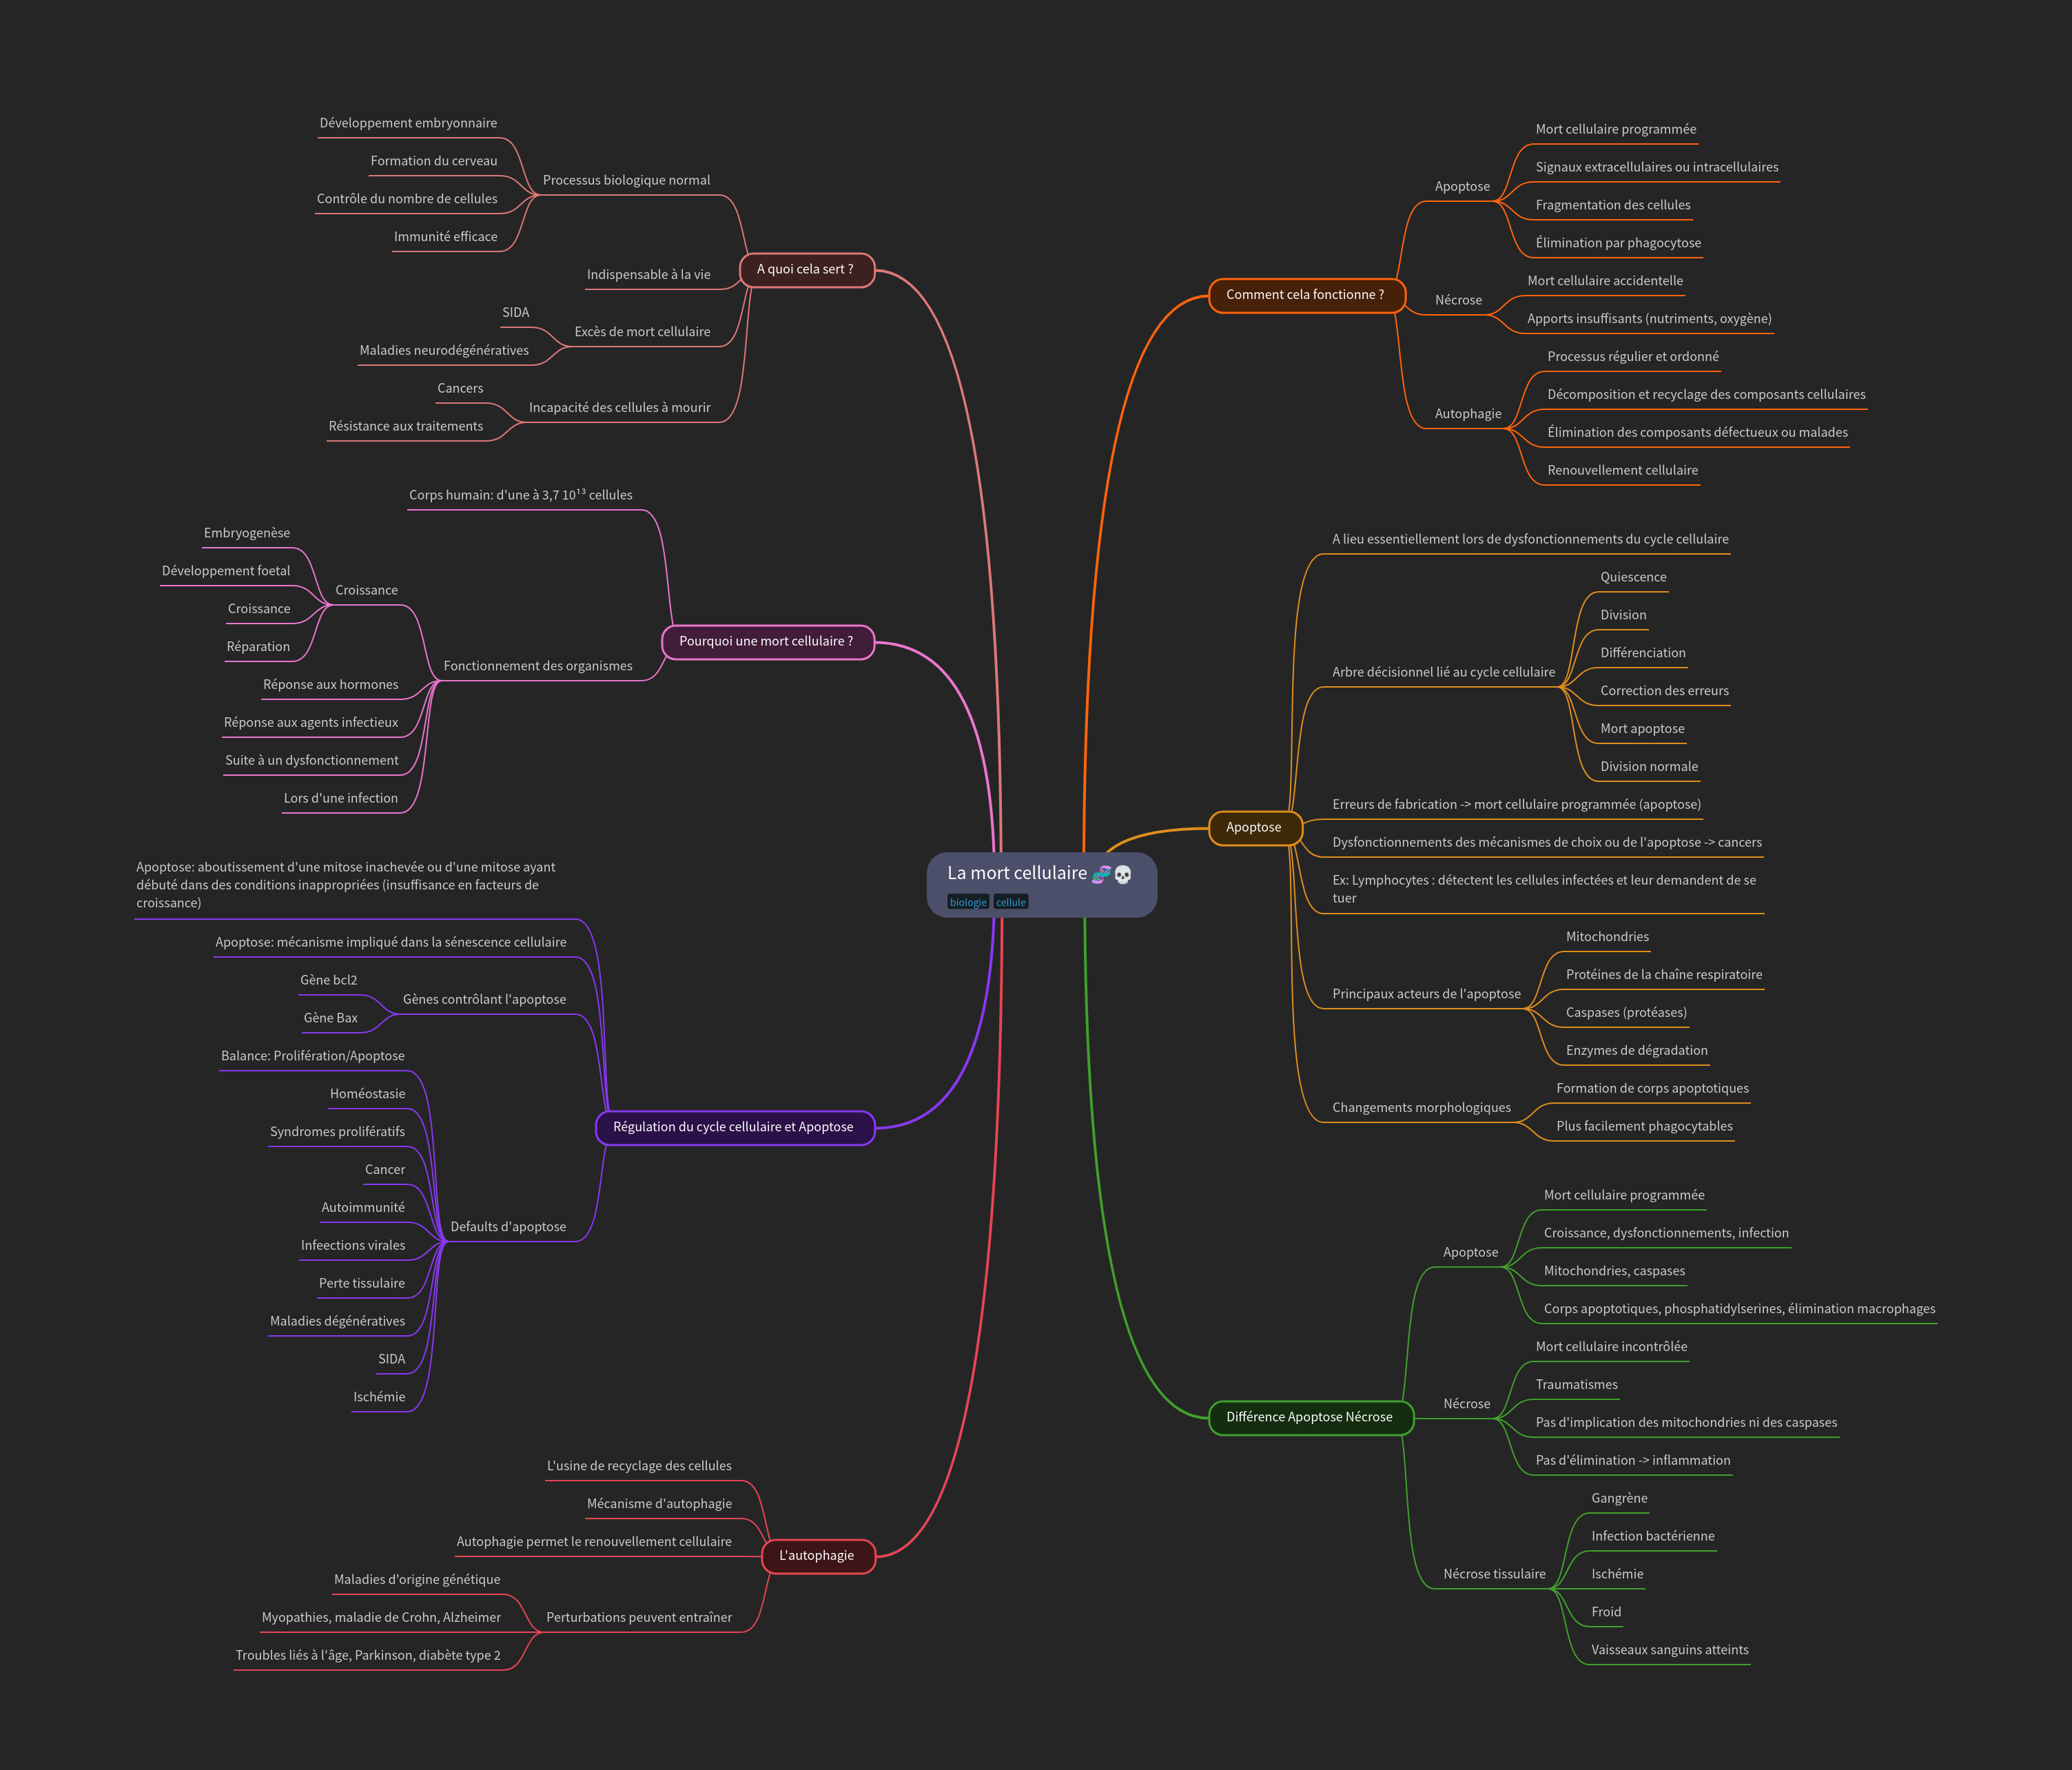 La mort cellulaire 🧬💀
biologie cellule
Comment cela fonctionne ?
Apoptose
Mort cellulaire programmée
Signaux extracellulaires ou intracellulaires
Fragmentation des cellules
Élimination par phagocytose
Nécrose
Mort cellulaire accidentelle
Apports insuffisants (nutriments, oxygène)
Autophagie
Processus régulier et ordonné
Décomposition et recyclage des composants cellulaires
Élimination des composants défectueux ou malades
Renouvellement cellulaire
Apoptose
A lieu essentiellement lors de dysfonctionnements du cycle cellulaire
Arbre décisionnel lié au cycle cellulaire
Quiescence
Division
Différenciation
Correction des erreurs
Mort apoptose
Division normale
Erreurs de fabrication -> mort cellulaire programmée (apoptose)
Dysfonctionnements des mécanismes de choix ou de l'apoptose -> cancers
Ex: Lymphocytes : détectent les cellules infectées et leur demandent de se
tuer
Principaux acteurs de l'apoptose
Mitochondries
Protéines de la chaîne respiratoire
Caspases (protéases)
Enzymes de dégradation
Changements morphologiques
Formation de corps apoptotiques
Plus facilement phagocytables
Différence Apoptose Nécrose
Apoptose
Mort cellulaire programmée
Croissance, dysfonctionnements, infection
Mitochondries, caspases
Corps apoptotiques, phosphatidylserines, élimination macrophages
Nécrose
Mort cellulaire incontrôlée
Traumatismes
Pas d'implication des mitochondries ni des caspases
Pas d'élimination -> inflammation
Nécrose tissulaire
Gangrène
Infection bactérienne
Ischémie
Froid
Vaisseaux sanguins atteints
A quoi cela sert ?
Processus biologique normal
Développement embryonnaire
Formation du cerveau
Contrôle du nombre de cellules
Immunité efficace
Indispensable à la vie
Excès de mort cellulaire
SIDA
Maladies neurodégénératives
Incapacité des cellules à mourir
Cancers
Résistance aux traitements
Pourquoi une mort cellulaire ?
Corps humain: d'une à 3,7 10¹³ cellules
Fonctionnement des organismes
Croissance
Embryogenèse
Développement foetal
Croissance
Réparation
Réponse aux hormones
Réponse aux agents infectieux
Suite à un dysfonctionnement
Lors d'une infection
Régulation du cycle cellulaire et Apoptose
Apoptose: aboutissement d'une mitose inachevée ou d'une mitose ayant
débuté dans des conditions inappropriées (insuffisance en facteurs de
croissance)
Apoptose: mécanisme impliqué dans la sénescence cellulaire
Gènes contrôlant l'apoptose
Gène bcl2
Gène Bax
Defaults d'apoptose
Balance: Prolifération/Apoptose
Homéostasie
Syndromes prolifératifs
Cancer
Autoimmunité
Infeections virales
Perte tissulaire
Maladies dégénératives
SIDA
Ischémie
L'autophagie
L'usine de recyclage des cellules
Mécanisme d'autophagie
Autophagie permet le renouvellement cellulaire
Perturbations peuvent entraîner
Maladies d'origine génétique
Myopathies, maladie de Crohn, Alzheimer
Troubles liés à l'âge, Parkinson, diabète type 2